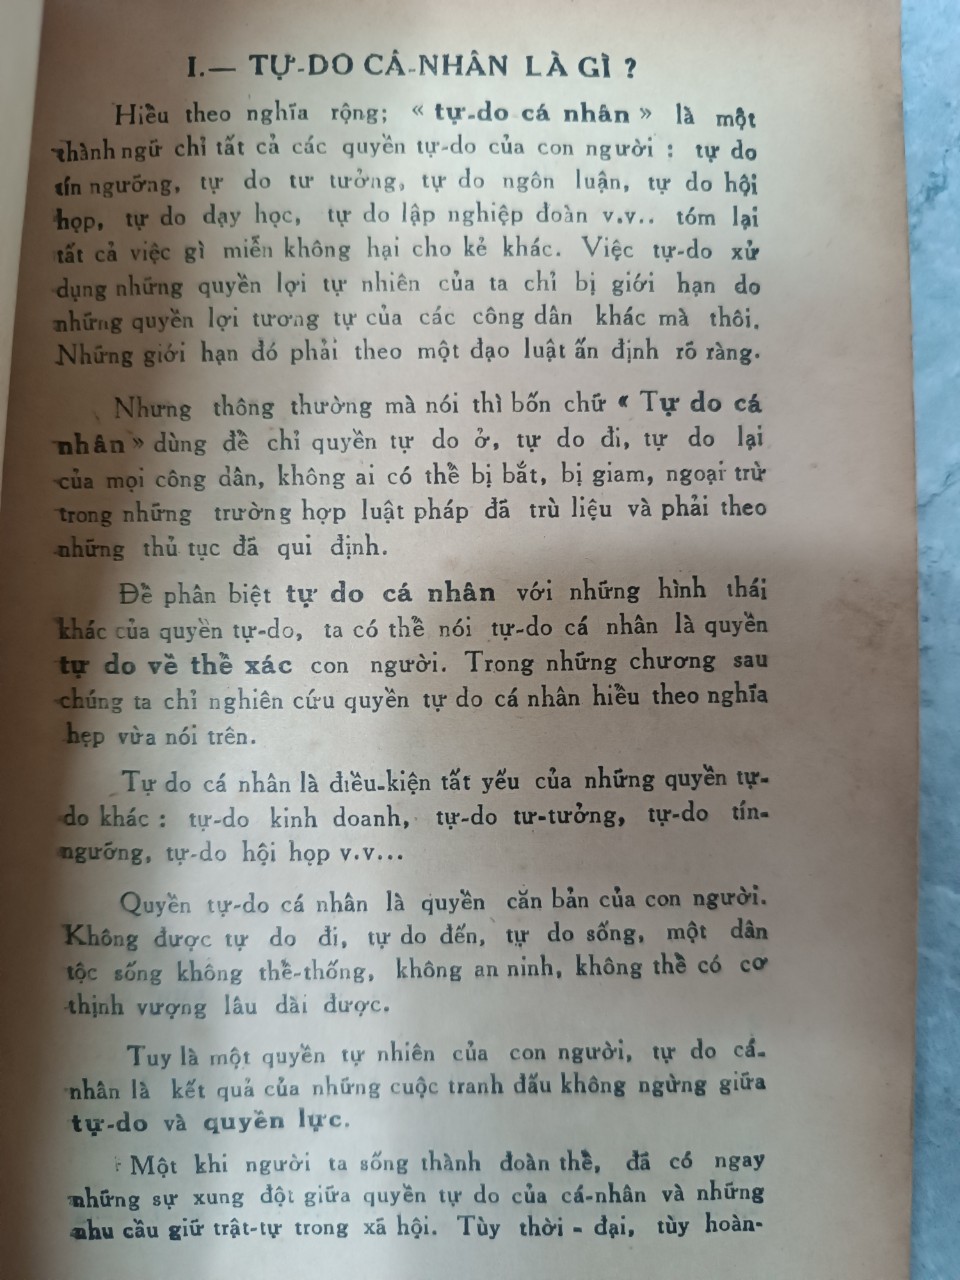 I.— TỰ-DO CÁ-NHÂN LÀ GÌ ?
Hiểu theo nghĩa rộng; « tự-do cá nhân » là một
thành ngữ chỉ tất cả các quyền tự-do của con người : tự do
tín ngưỡng, tự do tư tưởng, tự do ngôn luận, tự do hội
họp, tự do dạy học, tự do lập nghiệp đoàn v.v.. tóm lại
tất cả việc gì miễn không hại cho kẻ khác. Việc tự-do xử
dụng những quyền lợi tự nhiên của ta chỉ bị giới hạn do
những quyền lợi tương tự của các công dân khác mà thôi.
Những giới hạn đó phải theo một đạo luật ấn định rõ ràng.
Nhưng thông thường mà nói thì bốn chữ « Tự do cá
nhân » dùng để chỉ quyền tự do ở, tự do đi, tự do lại
của mọi công dân, không ai có thể bị bắt, bị giam, ngoại trừ
trong những trường hợp luật pháp đã trù liệu và phải theo
những thủ tục đã qui định.
Để phân biệt tự do cá nhân với những hình thái
khác của quyền tự-do, ta có thể nói tự-do cá nhân là quyền
tự do về thể xác con người. Trong những chương sau
chúng ta chỉ nghiên cứu quyền tự do cá nhân hiểu theo nghĩa
hẹp vừa nói trên.
Tự do cá nhân là điều-kiện tất yếu của những quyền tự-
do khác : tự-do kinh doanh, tự-do tư-tưởng, tự-do tín-
ngưỡng, tự-do hội họp v.v...
Quyền tự-do cá nhân là quyền căn bản của con người.
Không được tự do đi, tự do đến, tự do sống, một dân
tộc sống không thể-thống, không an ninh, không thể có cơ
thịnh vượng lâu dài được.
Tuy là một quyền tự nhiên của con người, tự do cá-
nhân là kết quả của những cuộc tranh đấu không ngừng giữa
tự-do và quyền lực.
Một khi người ta sống thành đoàn thể, đã có ngay
những sự xung đột giữa quyền tự do của cá-nhân và những
nhu cầu giữ trật-tự trong xã hội. Tùy thời - đại, tùy hoàn-